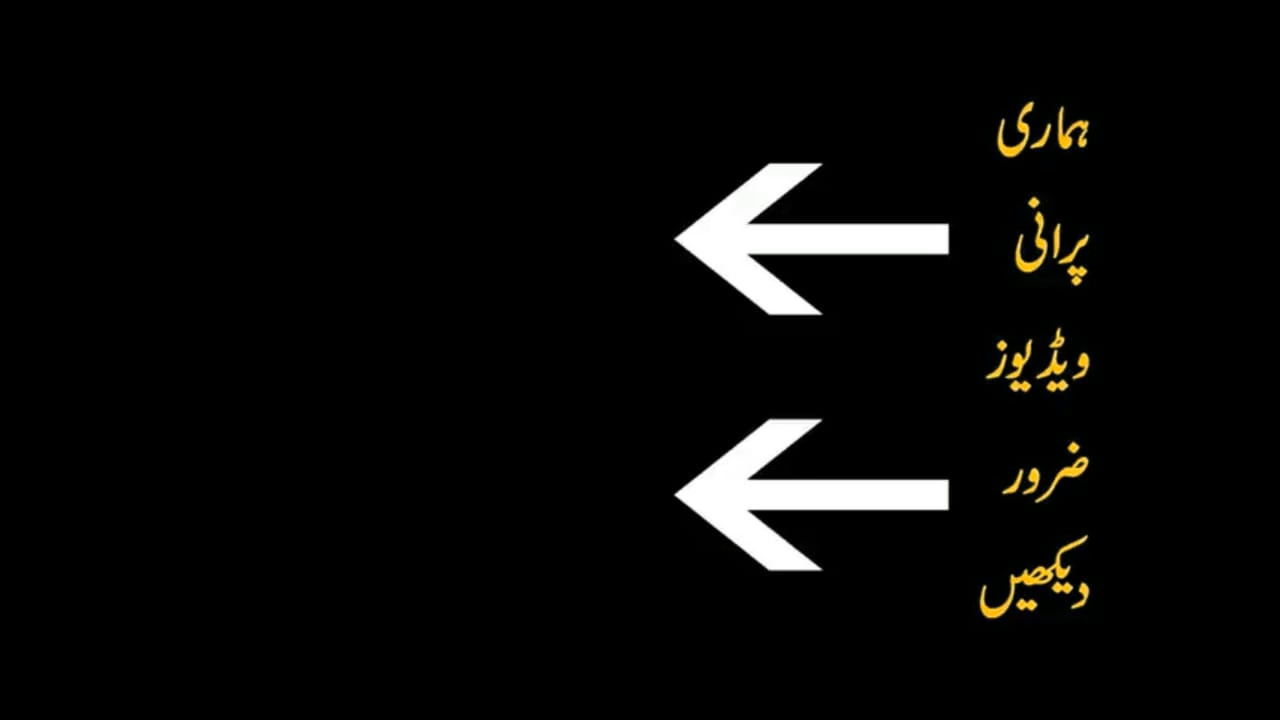 ہماری
پرانی
ویڈیوز
ضرور
دیکھیں